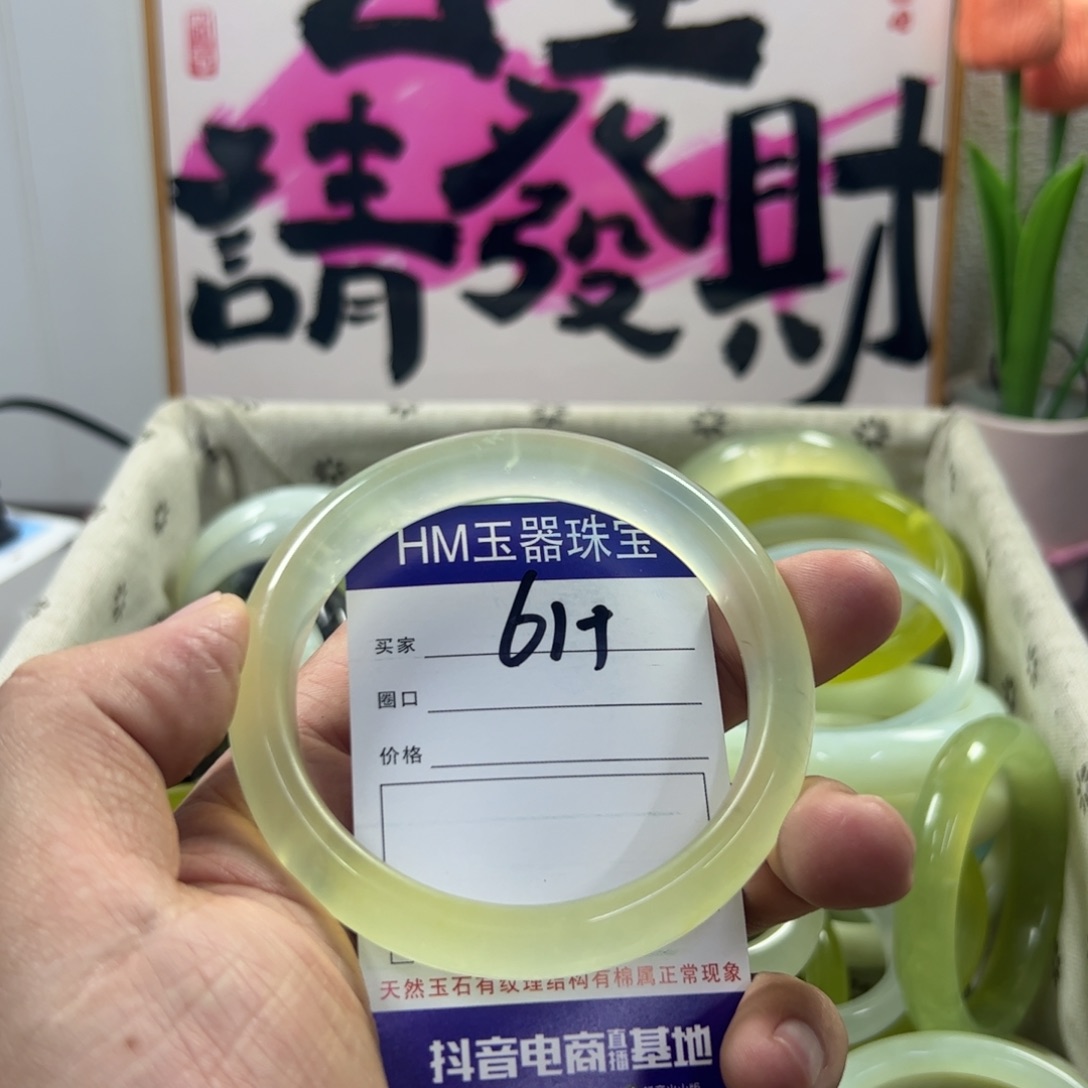 請發財
HM玉器珠宝
61+
买家
圈口
价格
天然玉石有纹理结构有棉属正常现象
抖音电商直播基地